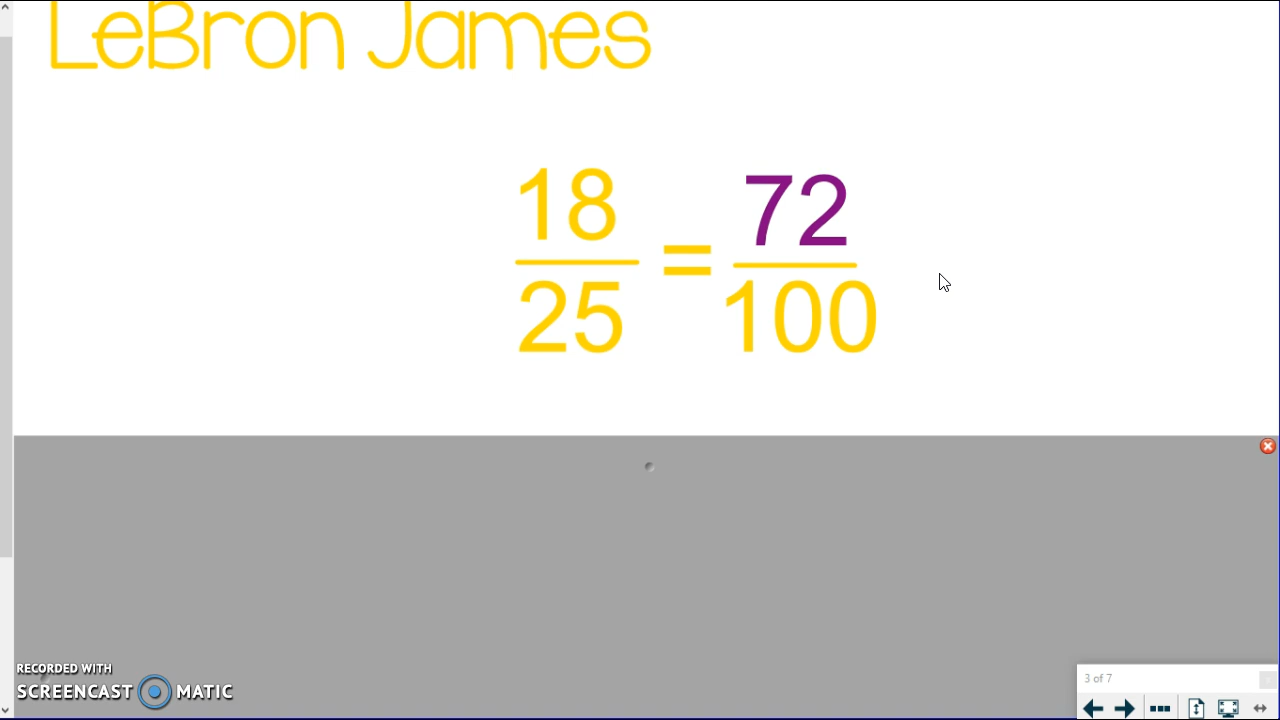 LeBron James
18 = 72
25 100
RECORDED WITH
SCREENCAST MATIC
3 of 7